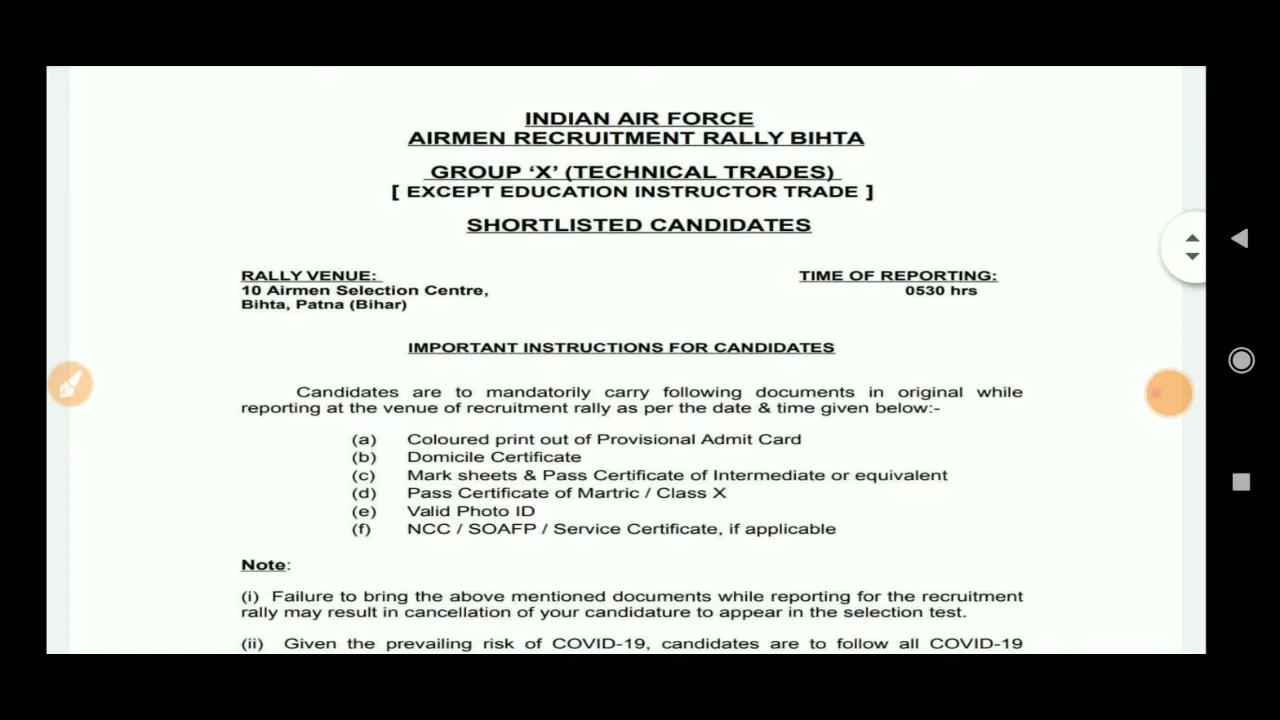 INDIAN AIR FORCE
AIRMEN RECRUITMENT RALLY BIHTA
GROUP ‘X’ (TECHNICAL TRADES)
[ EXCEPT EDUCATION INSTRUCTOR TRADE ]
SHORTLISTED CANDIDATES
RALLY VENUE:
10 Airmen Selection Centre,
Bihta, Patna (Bihar)
TIME OF REPORTING:
0530 hrs
IMPORTANT INSTRUCTIONS FOR CANDIDATES
Candidates are to mandatorily carry following documents in original while
reporting at the venue of recruitment rally as per the date & time given below:-
(a) Coloured print out of Provisional Admit Card
(b) Domicile Certificate
(c) Mark sheets & Pass Certificate of Intermediate or equivalent
(d) Pass Certificate of Martric / Class X
(e) Valid Photo ID
(f) NCC / SOAFP / Service Certificate, if applicable
Note:
(i) Failure to bring the above mentioned documents while reporting for the recruitment
rally may result in cancellation of your candidature to appear in the selection test.
(ii) Given the prevailing risk of COVID-19, candidates are to follow all COVID-19